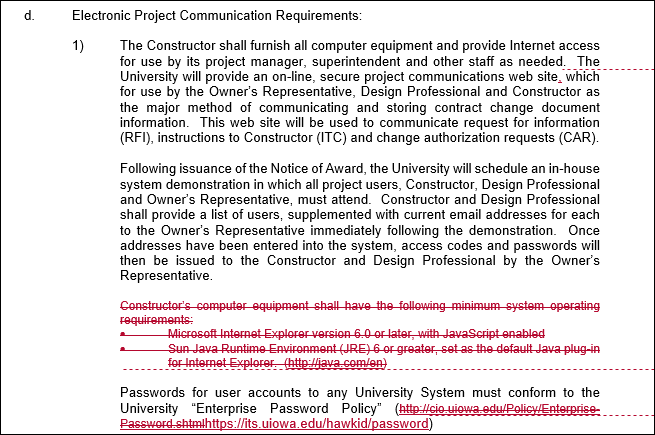 d. Electronic Project Communication Requirements:
1) The Constructor shall furnish all computer equipment and provide Internet access
for use by its project manager, superintendent and other staff as needed. The
University will provide an on-line, secure project communications web site, which
for use by the Owner's Representative, Design Professional and Constructor as
the major method of communicating and storing contract change document
information. This web site will be used to communicate request for information
(RFI), instructions to Constructor (ITC) and change authorization requests (CAR).
Following issuance of the Notice of Award, the University will schedule an in-house
system demonstration in which all project users, Constructor, Design Professional
and Owner's Representative, must attend. Constructor and Design Professional
shall provide a list of users, supplemented with current email addresses for each
to the Owner's Representative immediately following the demonstration. Once
addresses have been entered into the system, access codes and passwords will
then be issued to the Constructor and Design Professional by the Owner's
Representative.
Constructor's computer equipment shall have the following minimum system operating
requirements:
• Microsoft Internet Explorer version 6.0 or later, with JavaScript enabled
• Sun Java Runtime Environment (JRE) 6 or greater, set as the default Java plug-in
for Internet Explorer. (http://java.com/en)
Passwords for user accounts to any University System must conform to the
University “Enterprise Password Policy” (http://cio.uiowa.edu/Policy/Enterprise-
Password.shtmlhttps://its.uiowa.edu/hawkid/password)